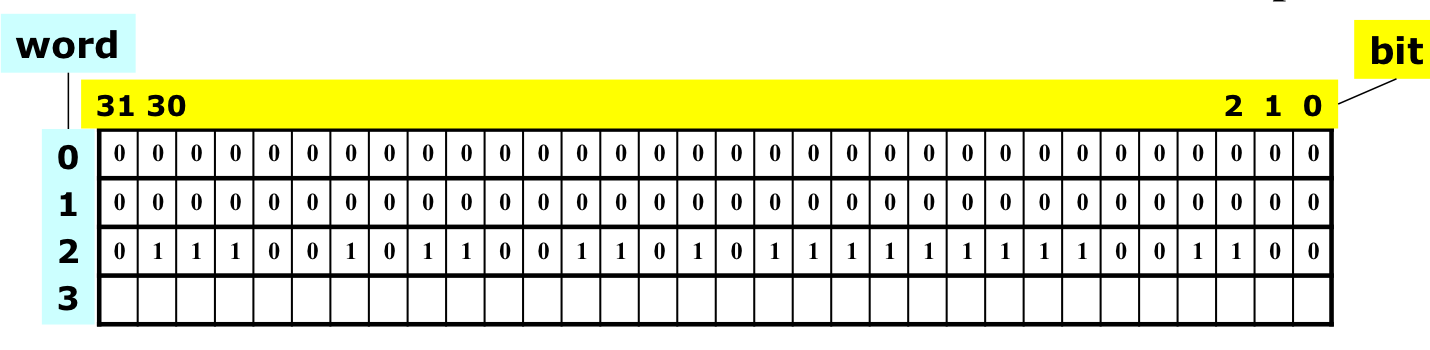 word
bit
31 30 2 1 0
0 0 0 0 0 0 0 0 0 0 0 0 0 0 0 0 0 0 0 0 0 0 0 0 0 0 0 0 0 0 0 0 0
1 0 0 0 0 0 0 0 0 0 0 0 0 0 0 0 0 0 0 0 0 0 0 0 0 0 0 0 0 0 0 0 0
2 0 1 1 1 0 0 1 0 1 1 0 0 1 1 0 1 0 1 1 1 1 1 1 1 1 1 0 0 1 1 0 0
3